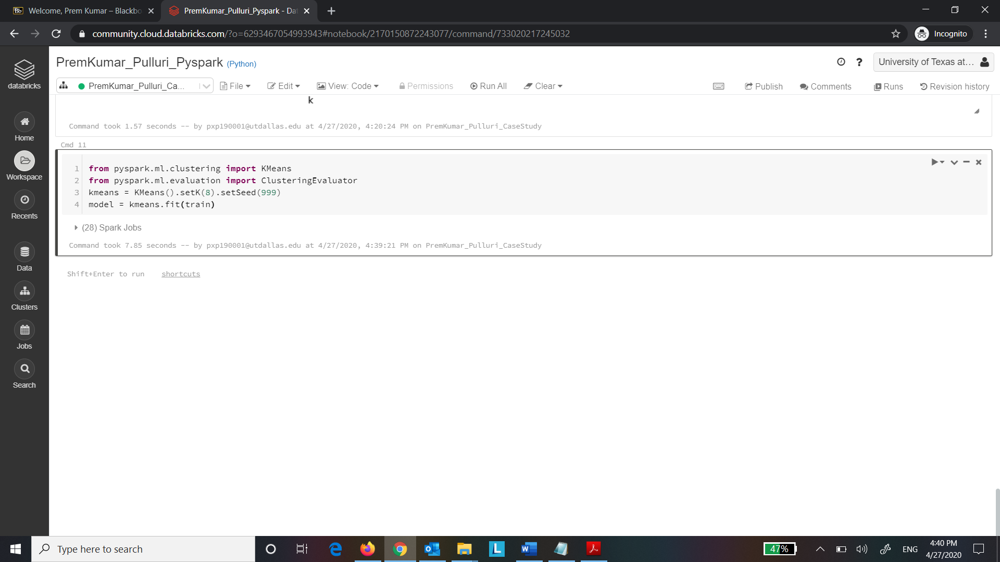 Bb Welcome, Prem Kumar – Blackbo
PremKumar_Pulluri_Pyspark - Dat
community.cloud.databricks.com/?o=6293467054993943#notebook/2170150872243077/command/733020217245032
Incognito
databricks
Home
Workspace
Recents
Data
Clusters
Jobs
Search
PremKumar_Pulluri_Pyspark (Python)
? University of Texas at...
PremKumar_Pulluri_Ca... File Edit View: Code Permissions Run All Clear Publish Comments Runs Revision history
k
Command took 1.57 seconds -- by pxp190001@utdallas.edu at 4/27/2020, 4:20:24 PM on PremKumar_Pulluri_CaseStudy
Cmd 11
1 from pyspark.ml.clustering import KMeans
2 from pyspark.ml.evaluation import ClusteringEvaluator
3 kmeans = KMeans().setK(8).setSeed(999)
4 model = kmeans.fit(train)
(28) Spark Jobs
Command took 7.85 seconds -- by pxp190001@utdallas.edu at 4/27/2020, 4:39:21 PM on PremKumar_Pulluri_CaseStudy
Shift+Enter to run shortcuts
Type here to search
L
W
47%
ENG
4:40 PM
4/27/2020